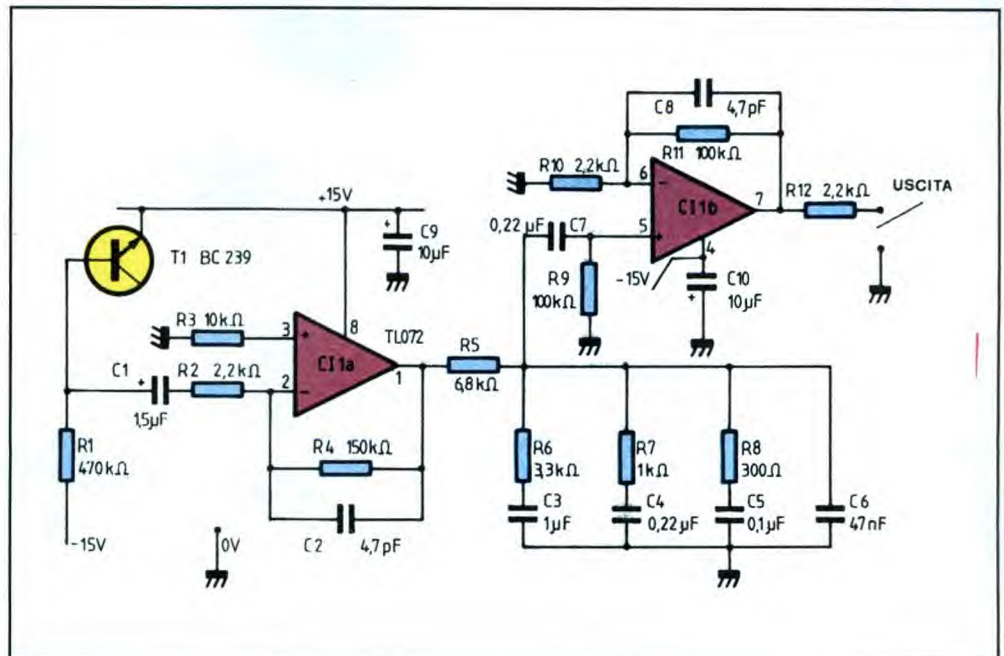 C8
4,7pF
R11 100kΩ
R10 2,2kΩ
6
-
CI1b
7
R12 2,2kΩ
USCITA
+15V
0,22 µF
C7
5
+
4
C9
10µF
T1 BC 239
R9
100kΩ
-15V
C10
+
10µF
+
R3 10kΩ
3
+
8
TL072
CI1a
C1
+
R2 2,2kΩ
2
-
1
R5
6,8kΩ
1,5µF
R1
470kΩ
R4 150kΩ
R6
3,3kΩ
R7
1kΩ
R8
300Ω
C3
1µF
C4
0,22µF
C5
0,1µF
C6
47nF
-15V
0V
C2
4,7pF